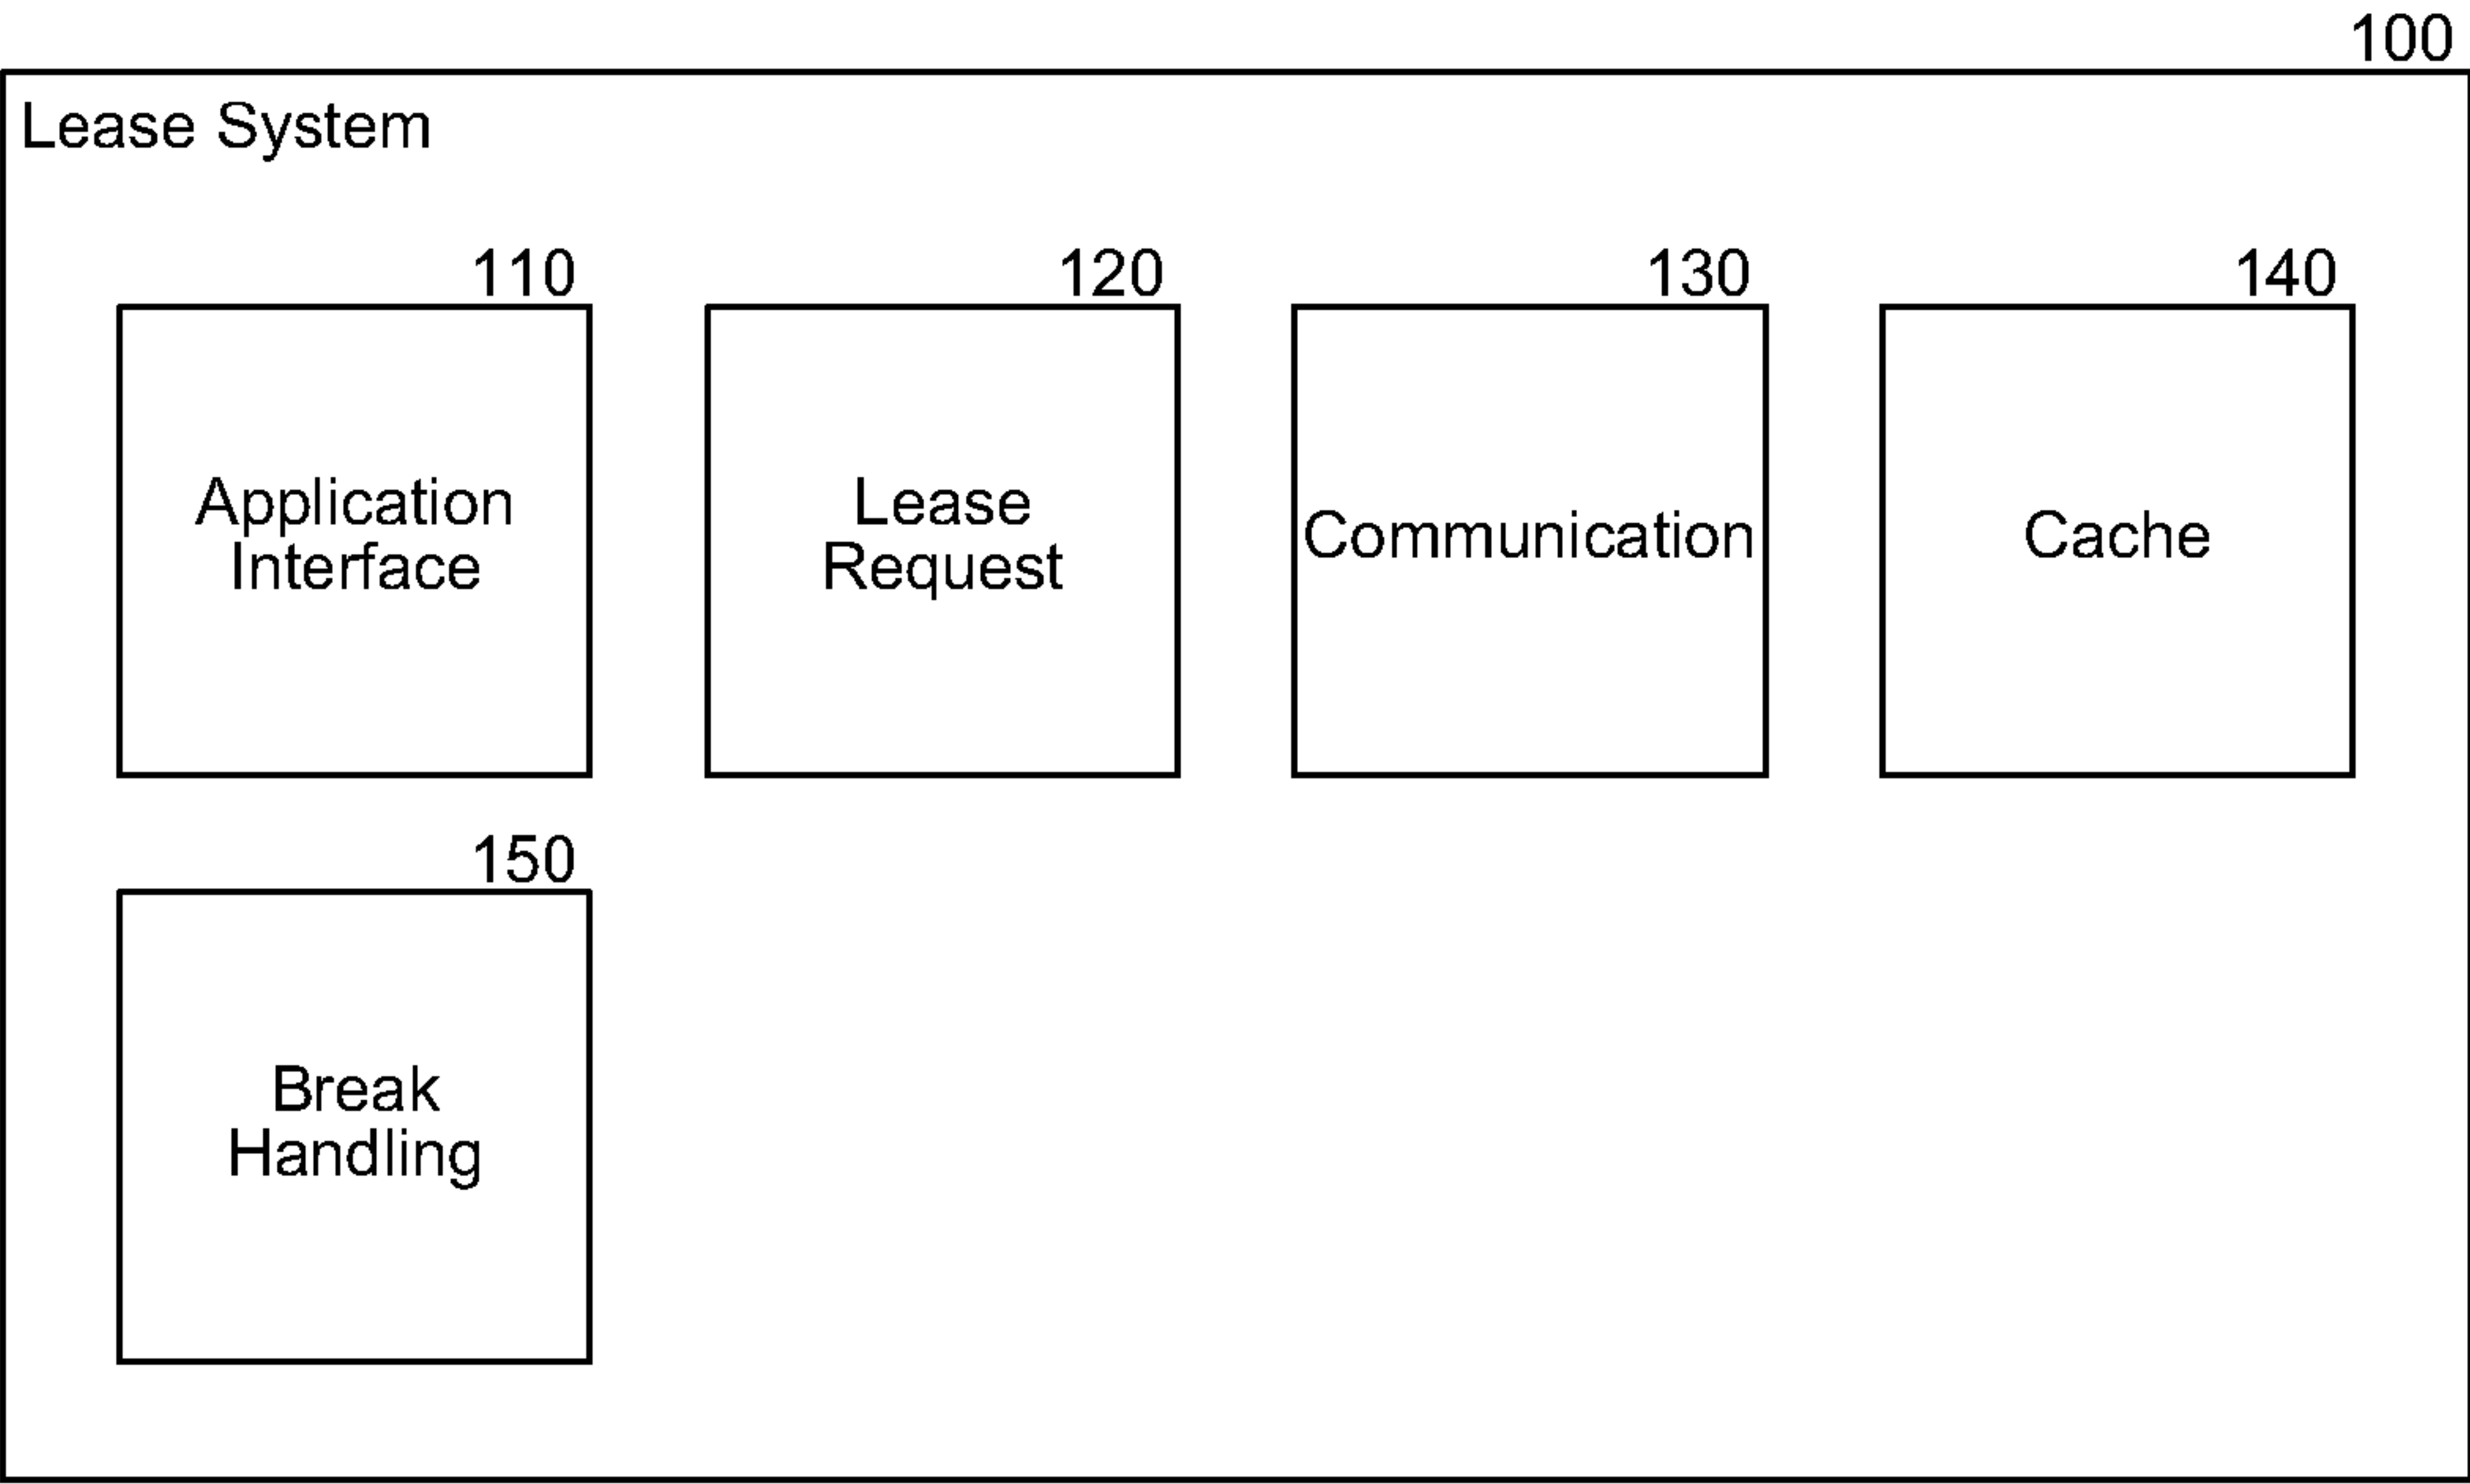 100
Lease System
110
Application
Interface
120
Lease
Request
130
Communication
140
Cache
150
Break
Handling